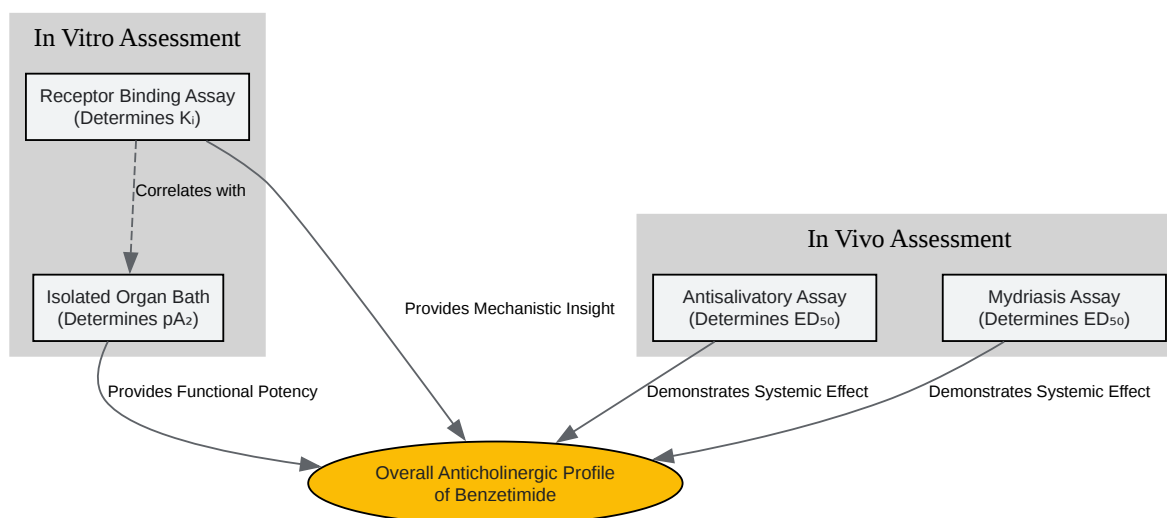 In Vitro Assessment
Receptor Binding Assay
(Determines Kᵢ)
Correlates with
Isolated Organ Bath
(Determines pA₂)
In Vivo Assessment
Antisalivatory Assay
(Determines ED₅₀)
Mydriasis Assay
(Determines ED₅₀)
Provides Mechanistic Insight
Provides Functional Potency
Demonstrates Systemic Effect
Demonstrates Systemic Effect
Overall Anticholinergic Profile
of Benzetimide